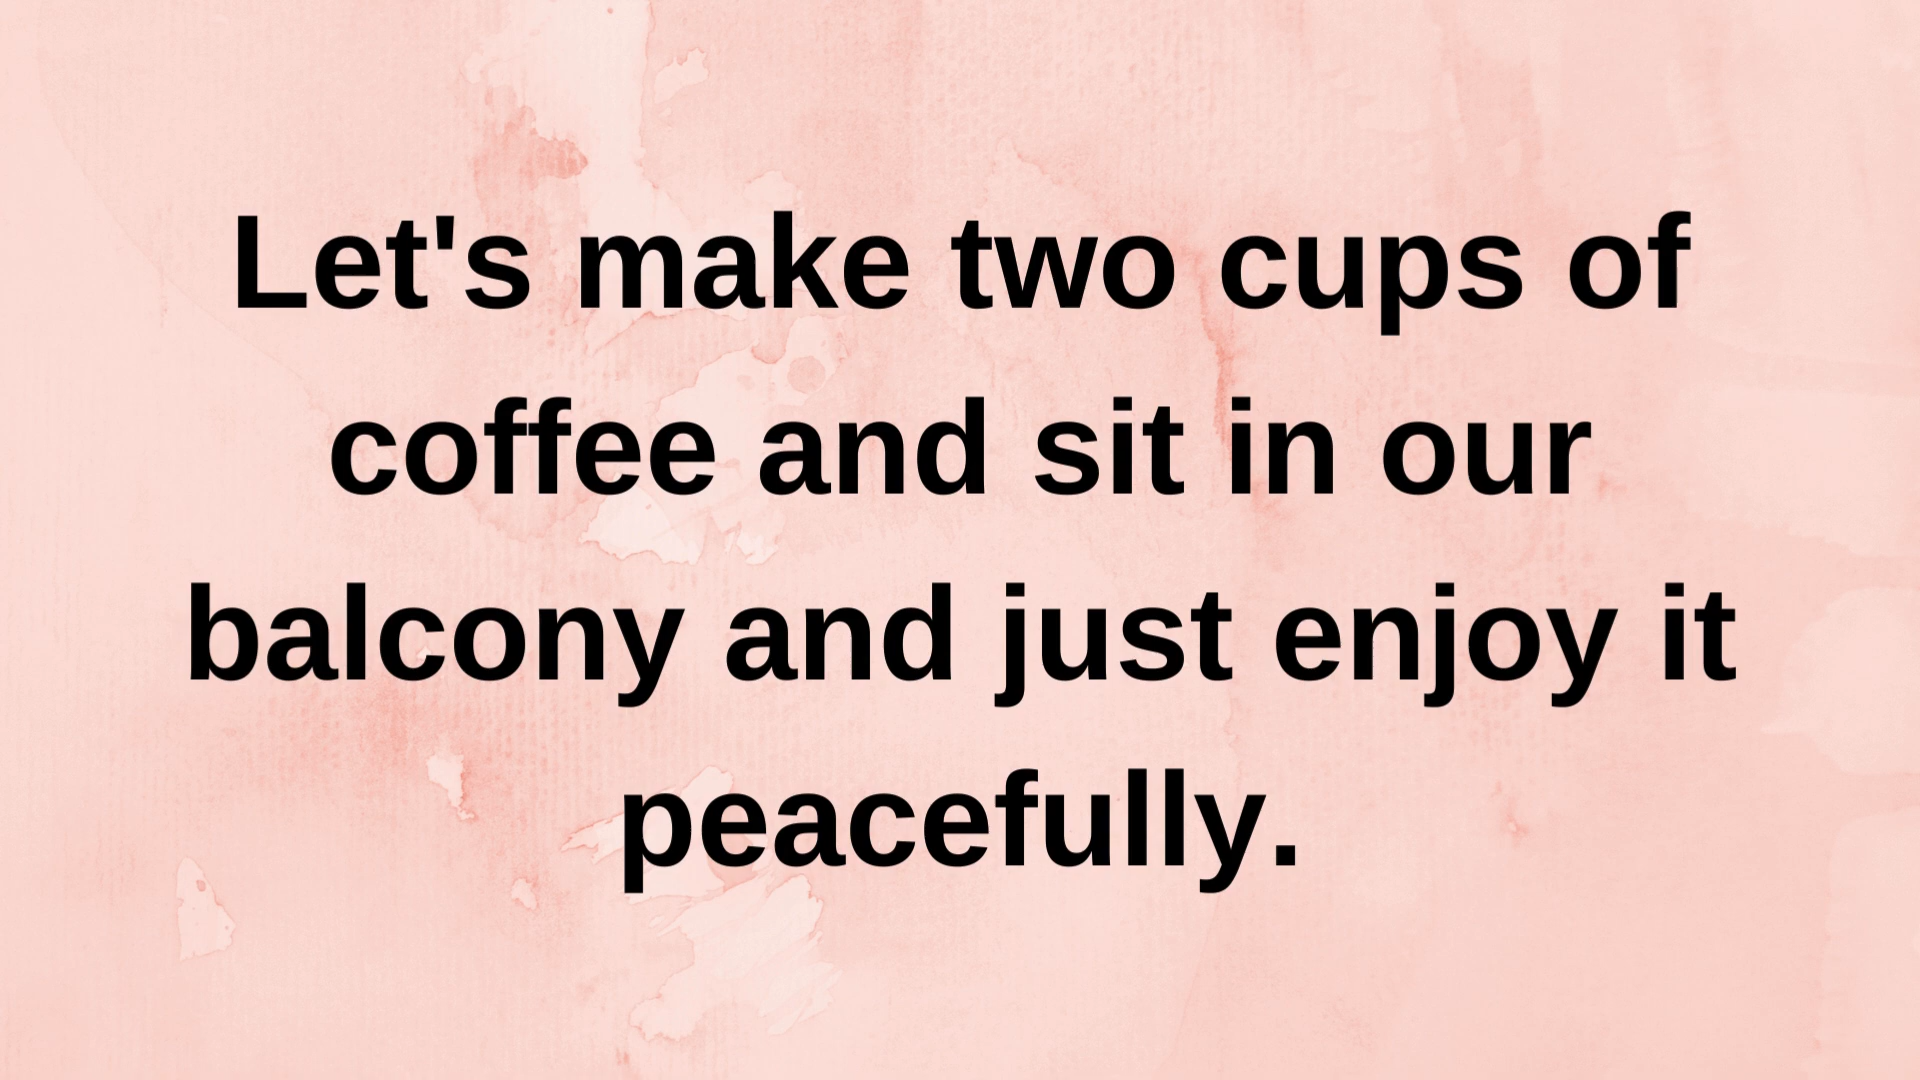 Let's make two cups of
coffee and sit in our
balcony and just enjoy it
peacefully.